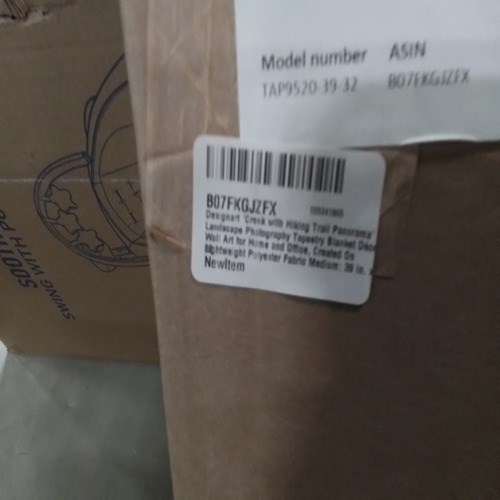 Model number ASIN
TAP9520-39-32 B07FKGJZFX
B07FKGJZFX
Designart 'Creek with Hiking Trail Panorama'
Landscape Photography Tapestry Blanket Décor
Wall Art for Home and Office, Created On
Lightweight Polyester Fabric Medium: 39 in. x
NewItem
SOOTH
SWING WITH PO